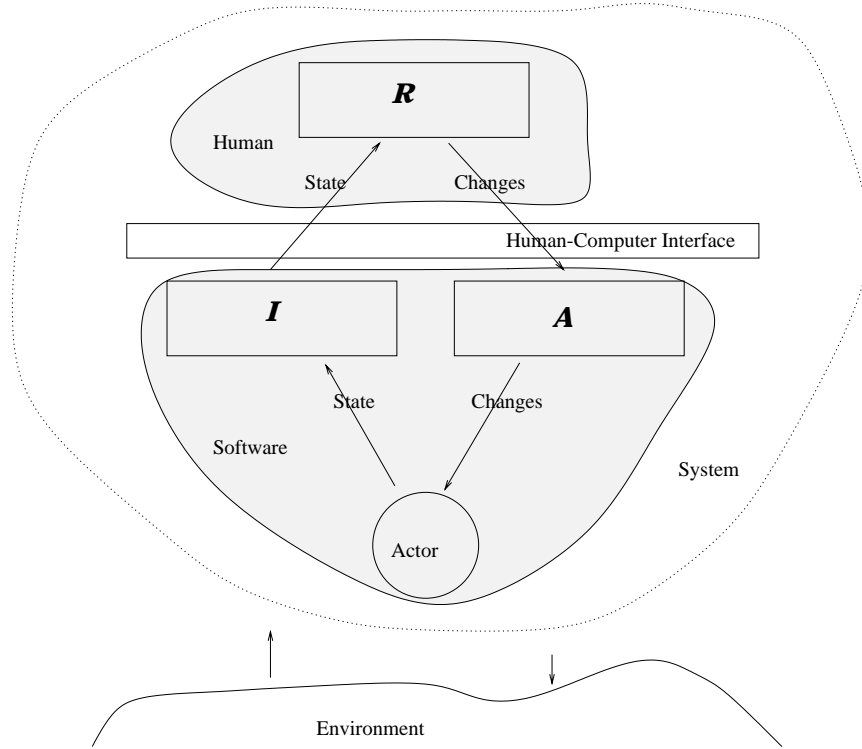 R
Human
State
Changes
Human-Computer Interface
I
A
State
Changes
Software
System
Actor
Environment